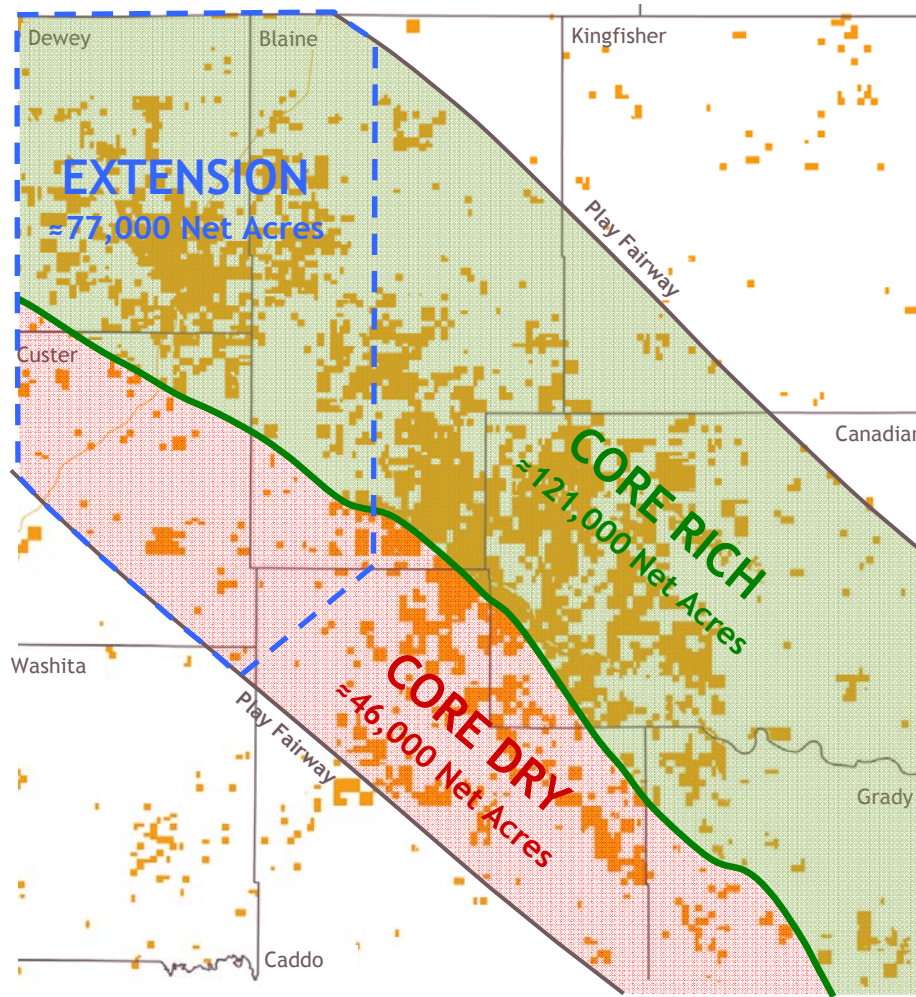 Dewey
Blaine
Kingfisher
EXTENSION
≈77,000 Net Acres
Play Fairway
Custer
Canadian
CORE RICH
≈121,000 Net Acres
Washita
CORE DRY
≈46,000 Net Acres
Play Fairway
Grady
Caddo